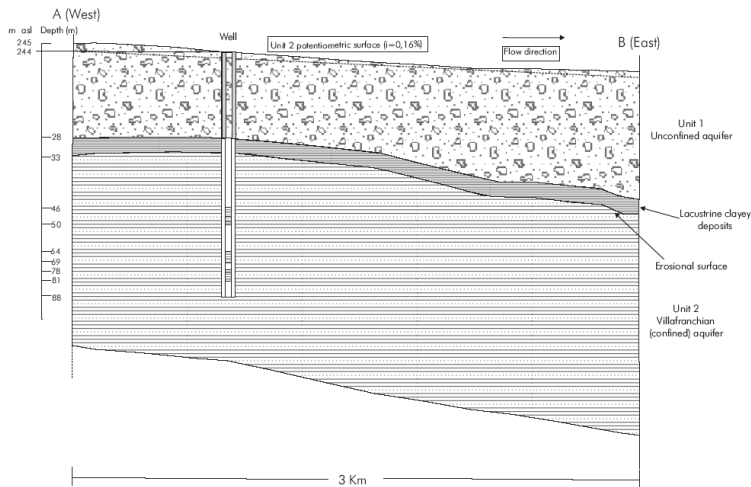 A (West)
m asl Depth (m)
245
244
Well
Unit 2 potentiometric surface (i=0,16%)
Flow direction
B (East)
28
33
46
50
64
69
78
81
88
Unit 1
Unconfined aquifer
Lacustrine clayey
deposits
Erosional surface
Unit 2
Villafranchian
(confined) aquifer
3 Km